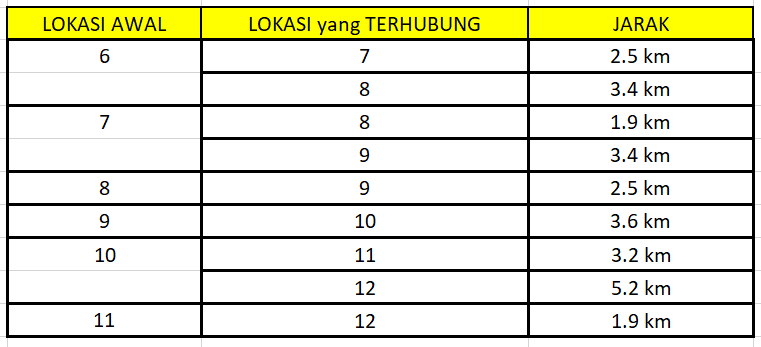 LOKASI AWAL LOKASI yang TERHUBUNG JARAK
6 7 2.5 km
8 3.4 km
7 8 1.9 km
9 3.4 km
8 9 2.5 km
9 10 3.6 km
10 11 3.2 km
12 5.2 km
11 12 1.9 km